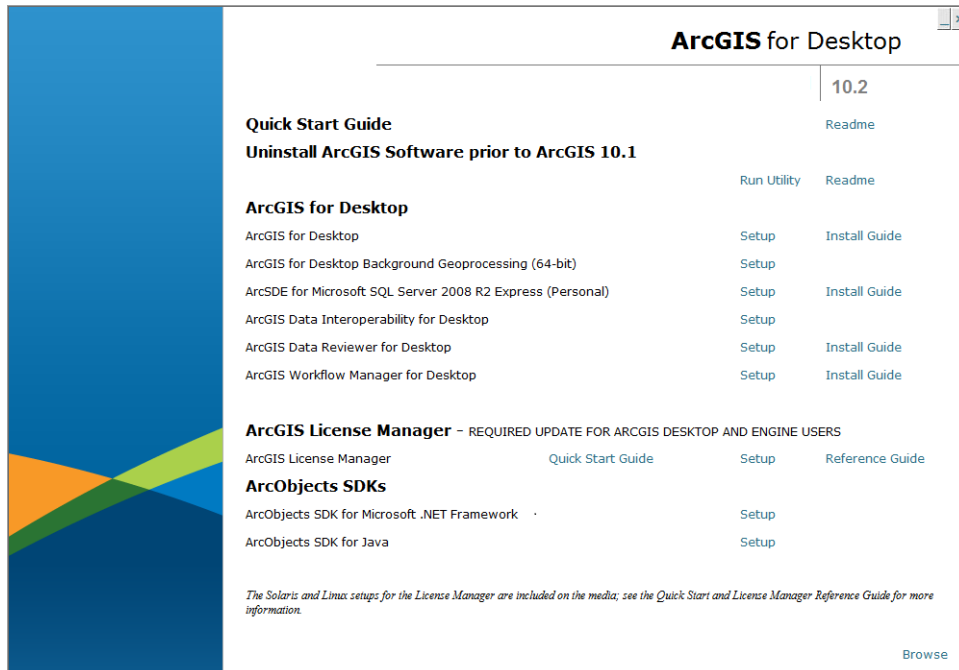 ArcGIS for Desktop
10.2
Quick Start Guide Readme
Uninstall ArcGIS Software prior to ArcGIS 10.1
Run Utility Readme
ArcGIS for Desktop
ArcGIS for Desktop Setup Install Guide
ArcGIS for Desktop Background Geoprocessing (64-bit) Setup
ArcSDE for Microsoft SQL Server 2008 R2 Express (Personal) Setup Install Guide
ArcGIS Data Interoperability for Desktop Setup
ArcGIS Data Reviewer for Desktop Setup Install Guide
ArcGIS Workflow Manager for Desktop Setup Install Guide
ArcGIS License Manager – REQUIRED UPDATE FOR ARCGIS DESKTOP AND ENGINE USERS
ArcGIS License Manager Quick Start Guide Setup Reference Guide
ArcObjects SDKs
ArcObjects SDK for Microsoft .NET Framework · Setup
ArcObjects SDK for Java Setup
The Solaris and Linux setups for the License Manager are included on the media; see the Quick Start and License Manager Reference Guide for more
information.
Browse